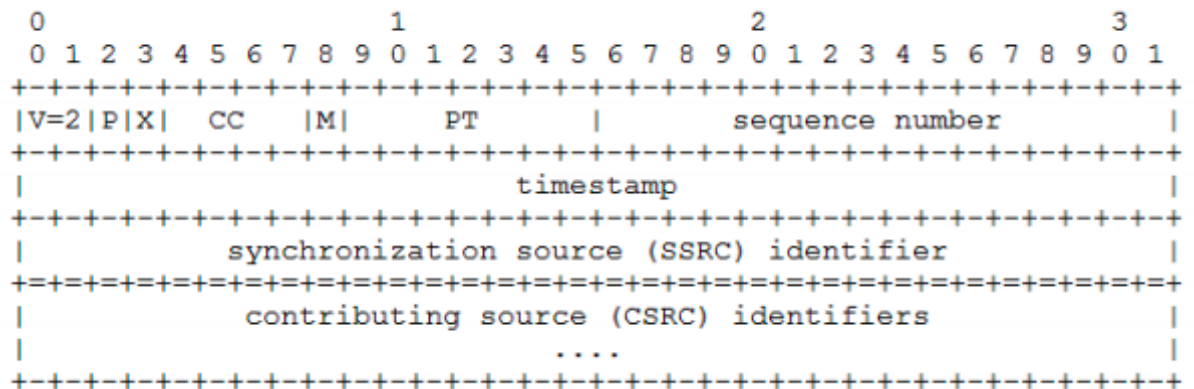 0                   1                   2                   3
0 1 2 3 4 5 6 7 8 9 0 1 2 3 4 5 6 7 8 9 0 1 2 3 4 5 6 7 8 9 0 1
+-+-+-+-+-+-+-+-+-+-+-+-+-+-+-+-+-+-+-+-+-+-+-+-+-+-+-+-+-+-+-+-+
|V=2|P|X|  CC   |M|     PT      |       sequence number         |
+-+-+-+-+-+-+-+-+-+-+-+-+-+-+-+-+-+-+-+-+-+-+-+-+-+-+-+-+-+-+-+-+
|                           timestamp                           |
+-+-+-+-+-+-+-+-+-+-+-+-+-+-+-+-+-+-+-+-+-+-+-+-+-+-+-+-+-+-+-+-+
|           synchronization source (SSRC) identifier            |
+=+=+=+=+=+=+=+=+=+=+=+=+=+=+=+=+=+=+=+=+=+=+=+=+=+=+=+=+=+=+=+=+
|            contributing source (CSRC) identifiers             |
|                             ....                              |
+-+-+-+-+-+-+-+-+-+-+-+-+-+-+-+-+-+-+-+-+-+-+-+-+-+-+-+-+-+-+-+-+